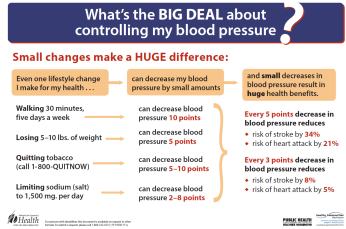 What's the BIG DEAL about
controlling my blood pressure
?
Small changes make a HUGE difference:
Even one lifestyle change
I make for my health . . .
can decrease my blood
pressure by small amounts
and small decreases in
blood pressure result in
huge health benefits.
Walking 30 minutes,
five days a week
can decrease blood
pressure 10 points
Losing 5–10 lbs. of weight
can decrease blood
pressure 5 points
Quitting tobacco
(call 1-800-QUITNOW)
can decrease blood
pressure 5–10 points
Limiting sodium (salt)
to 1,500 mg. per day
can decrease blood
pressure 2–8 points
Every 5 points decrease in
blood pressure reduces
• risk of stroke by 34%
• risk of heart attack by 21%
Every 3 points decrease in
blood pressure reduces
• risk of stroke by 8%
• risk of heart attack by 5%
Health
PUBLIC HEALTH